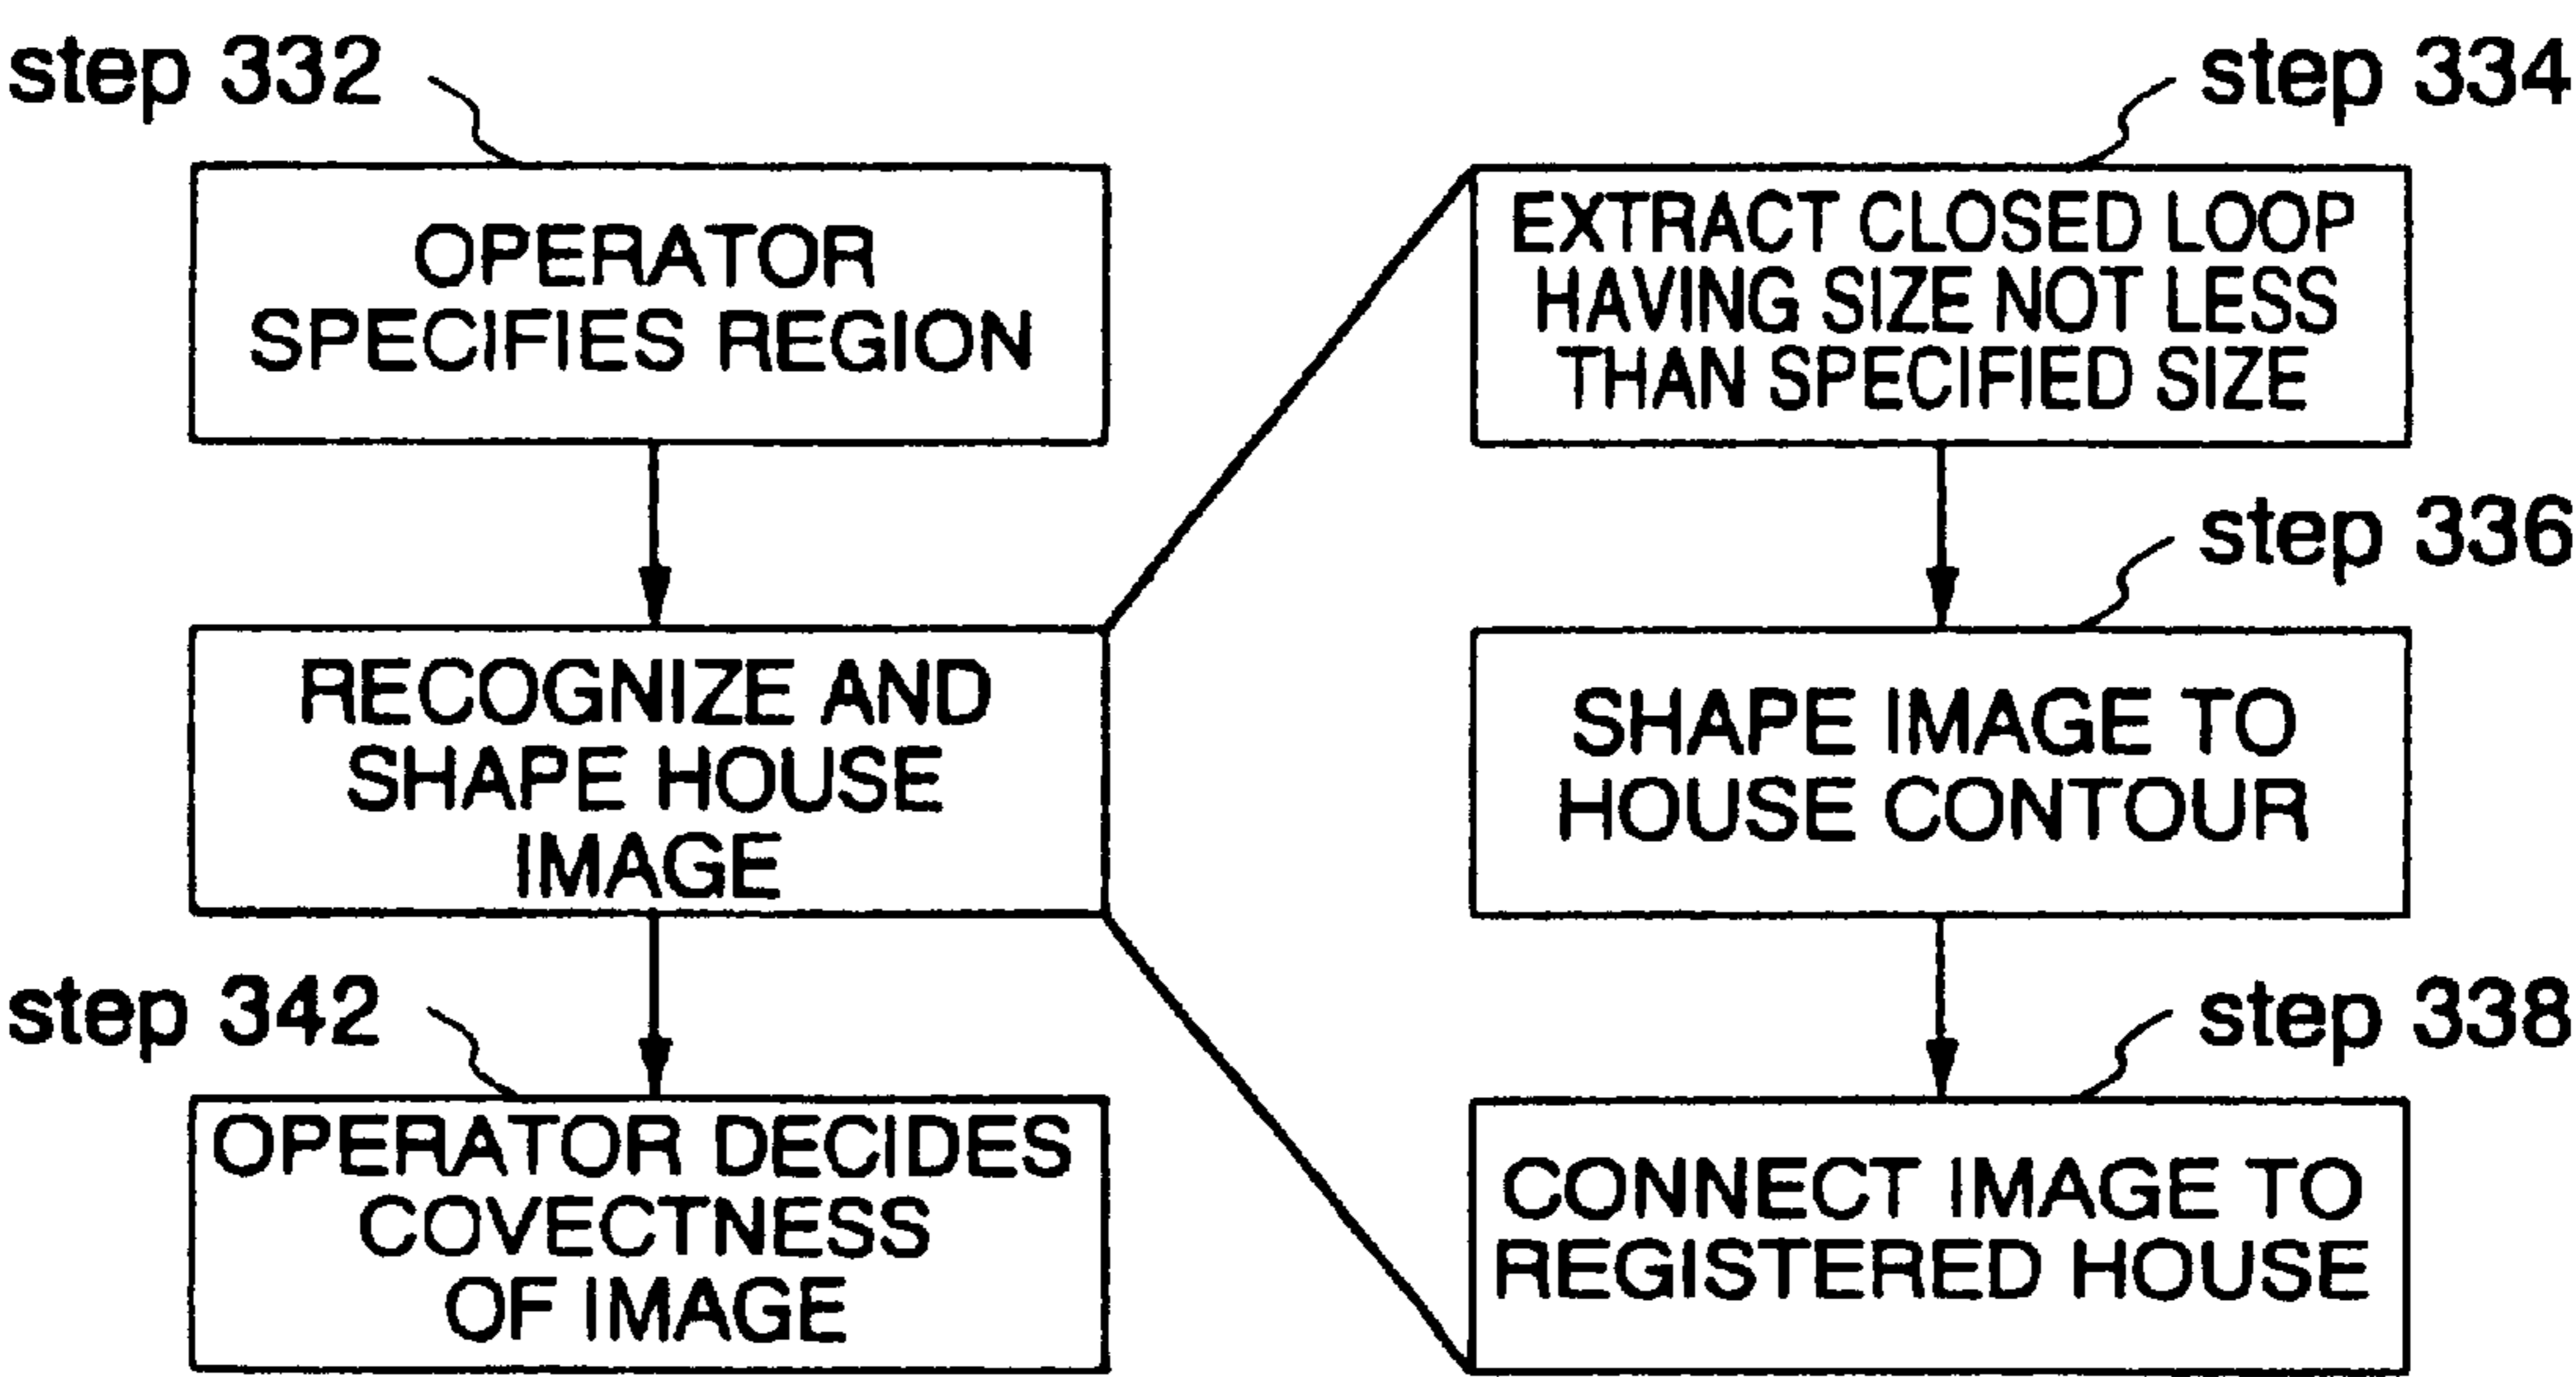 step 332
OPERATOR
SPECIFIES REGION
RECOGNIZE AND
SHAPE HOUSE
IMAGE
step 342
OPERATOR DECIDES
COVECTNESS
OF IMAGE
step 334
EXTRACT CLOSED LOOP
HAVING SIZE NOT LESS
THAN SPECIFIED SIZE
step 336
SHAPE IMAGE TO
HOUSE CONTOUR
step 338
CONNECT IMAGE TO
REGISTERED HOUSE